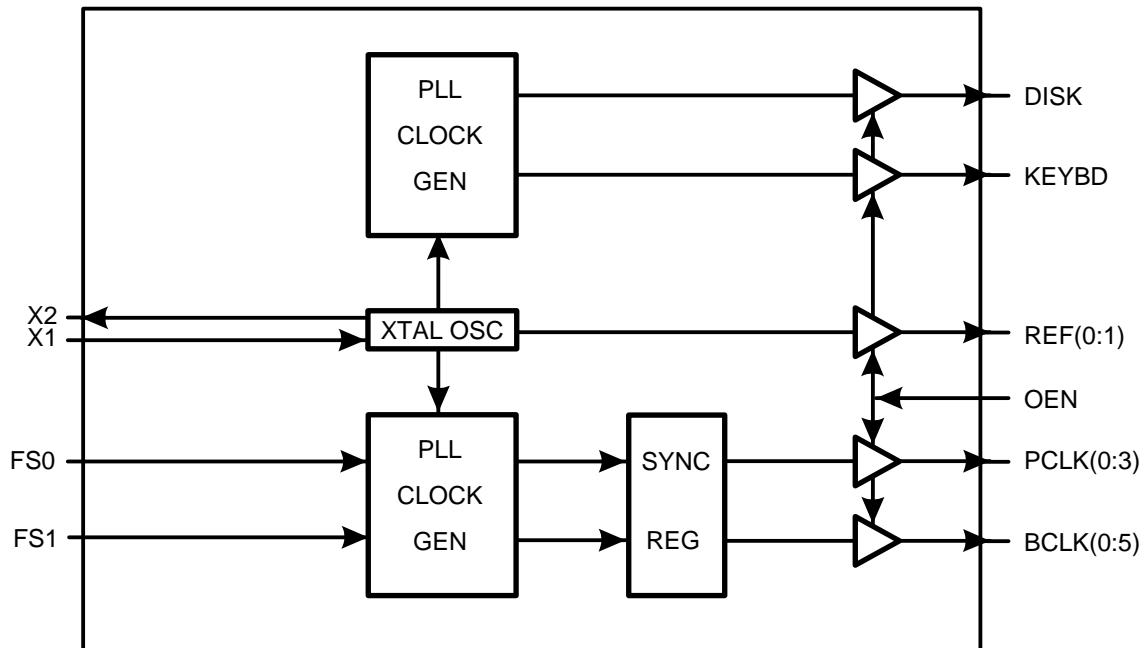 PLL
CLOCK
GEN
DISK
KEYBD
X2
X1
XTAL OSC
REF(0:1)
OEN
FS0
FS1
PLL
CLOCK
GEN
SYNC
REG
PCLK(0:3)
BCLK(0:5)